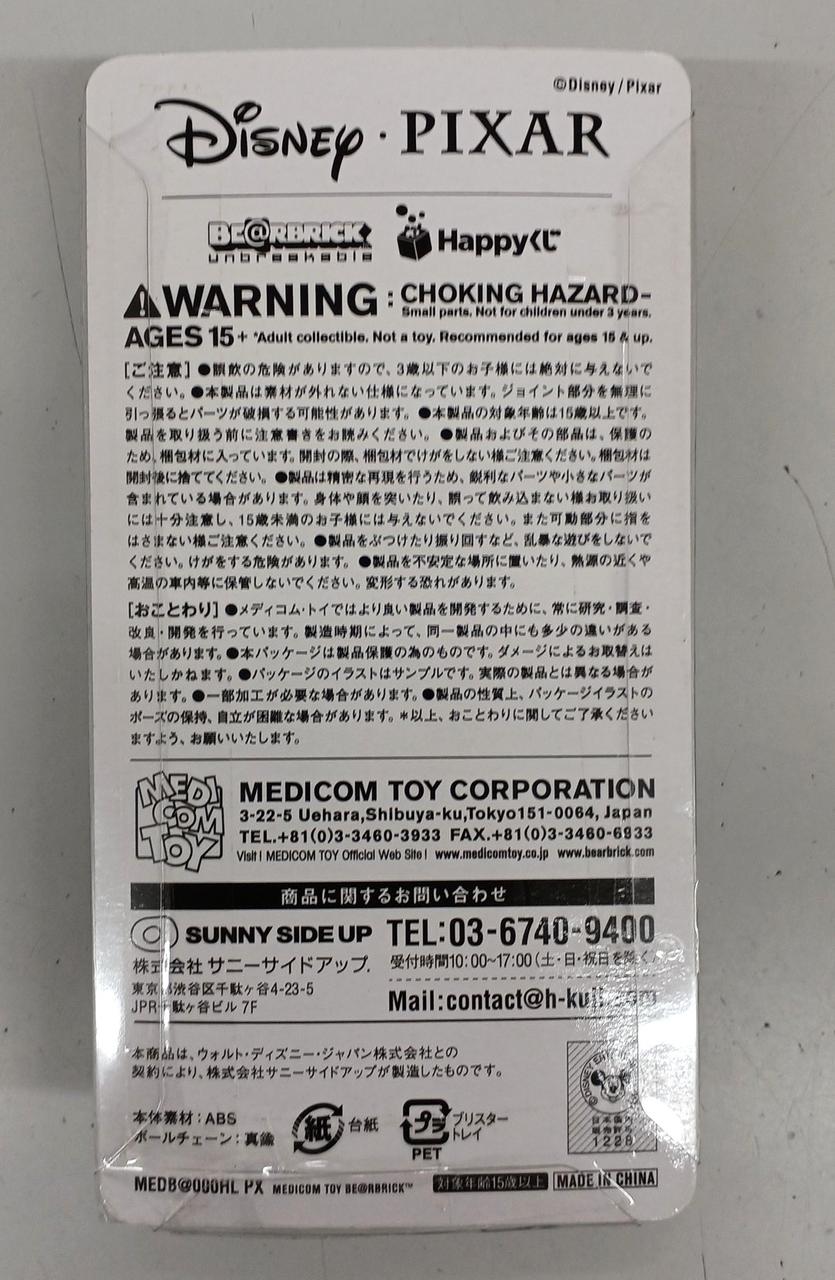 ©Disney/Pixar
Disney · PIXAR
BE@RBRICK
unbreakable
Happyくじ
WARNING : CHOKING HAZARD-
Small parts. Not for children under 3 years.
AGES 15+ *Adult collectible. Not a toy. Recommended for ages 15 & up.
[ご注意] ●誤飲の危険がありますので、3歳以下のお子様には絶対に与えないで
ください。●本製品は素材が外れない仕様になっています。ジョイント部分を無理に
引っ張るとパーツが破損する可能性があります。 ●本製品の対象年齢は15歳以上です。
製品を取り扱う前に注意書きをお読みください。 ●製品およびその部品は、保護の
ため、梱包材に入っています。開封の際、梱包材でけがをしない様ご注意ください。梱包材は
開封後に捨ててください。●製品は精密な再現を行うため、鋭利なパーツや小さなパーツが
含まれている場合があります。身体や顔を突いたり、誤って飲み込まない様お取り扱い
には十分注意し、15歳未満のお子様には与えないでください。また可動部分に指を
はさまない様ご注意ください。●製品をぶつけたり振り回すなど、乱暴な遊びをしないで
ください。けがをする危険があります。 ●製品を不安定な場所に置いたり、熱源の近くや
高温の車内等に保管しないでください。変形する恐れがあります。
[おことわり] ●メディコム・トイではより良い製品を開発するために、常に研究・調査・
改良・開発を行っています。製造時期によって、同一製品の中にも多少の違いがある
場合があります。●本パッケージは製品保護の為のものです。ダメージによるお取替えは
いたしかねます。●パッケージのイラストはサンプルです。実際の製品とは異なる場合が
あります。●一部加工が必要な場合があります。●製品の性質上、パッケージイラストの
ポーズの保持、自立が困難な場合があります。*以上、おことわりに関してご了承ください
ますよう、お願いいたします。
MEDI COM TOY
MEDICOM TOY CORPORATION
3-22-5 Uehara,Shibuya-ku,Tokyo151-0064, Japan
TEL.+81(0)3-3460-3933 FAX.+81(0)3-3460-6933
Visit! MEDICOM TOY Official Web Site! www.medicomtoy.co.jp www.bearbrick.com
商品に関するお問い合わせ
SUNNY SIDE UP
株式会社 サニーサイドアップ.
東京都渋谷区千駄ヶ谷4-23-5
JPR千駄ヶ谷ビル 7F
TEL:03-6740-9400
受付時間10:00~17:00(土・日・祝日を除く)
Mail:contact@h-kuji.com
本商品は、ウォルト・ディズニー・ジャパン株式会社との
契約により、株式会社サニーサイドアップが製造したものです。
本体素材:ABS
ボールチェーン:真鍮
紙 台紙
プラ ブリスター
トレイ
PET
日本国内
販売許可
1228
MEDB@000HL PX MEDICOM TOY BE@RBRICK™ 対象年齢15歳以上 MADE IN CHINA